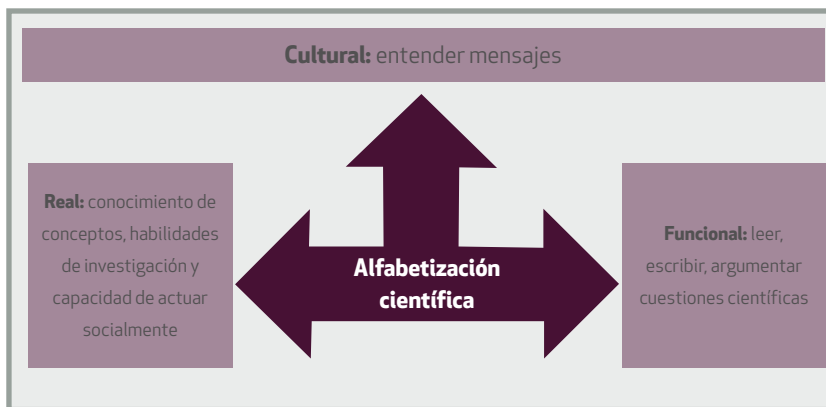 Cultural: entender mensajes
Real: conocimiento de
conceptos, habilidades
de investigación y
capacidad de actuar
socialmente
Alfabetización
científica
Funcional: leer,
escribir, argumentar
cuestiones científicas